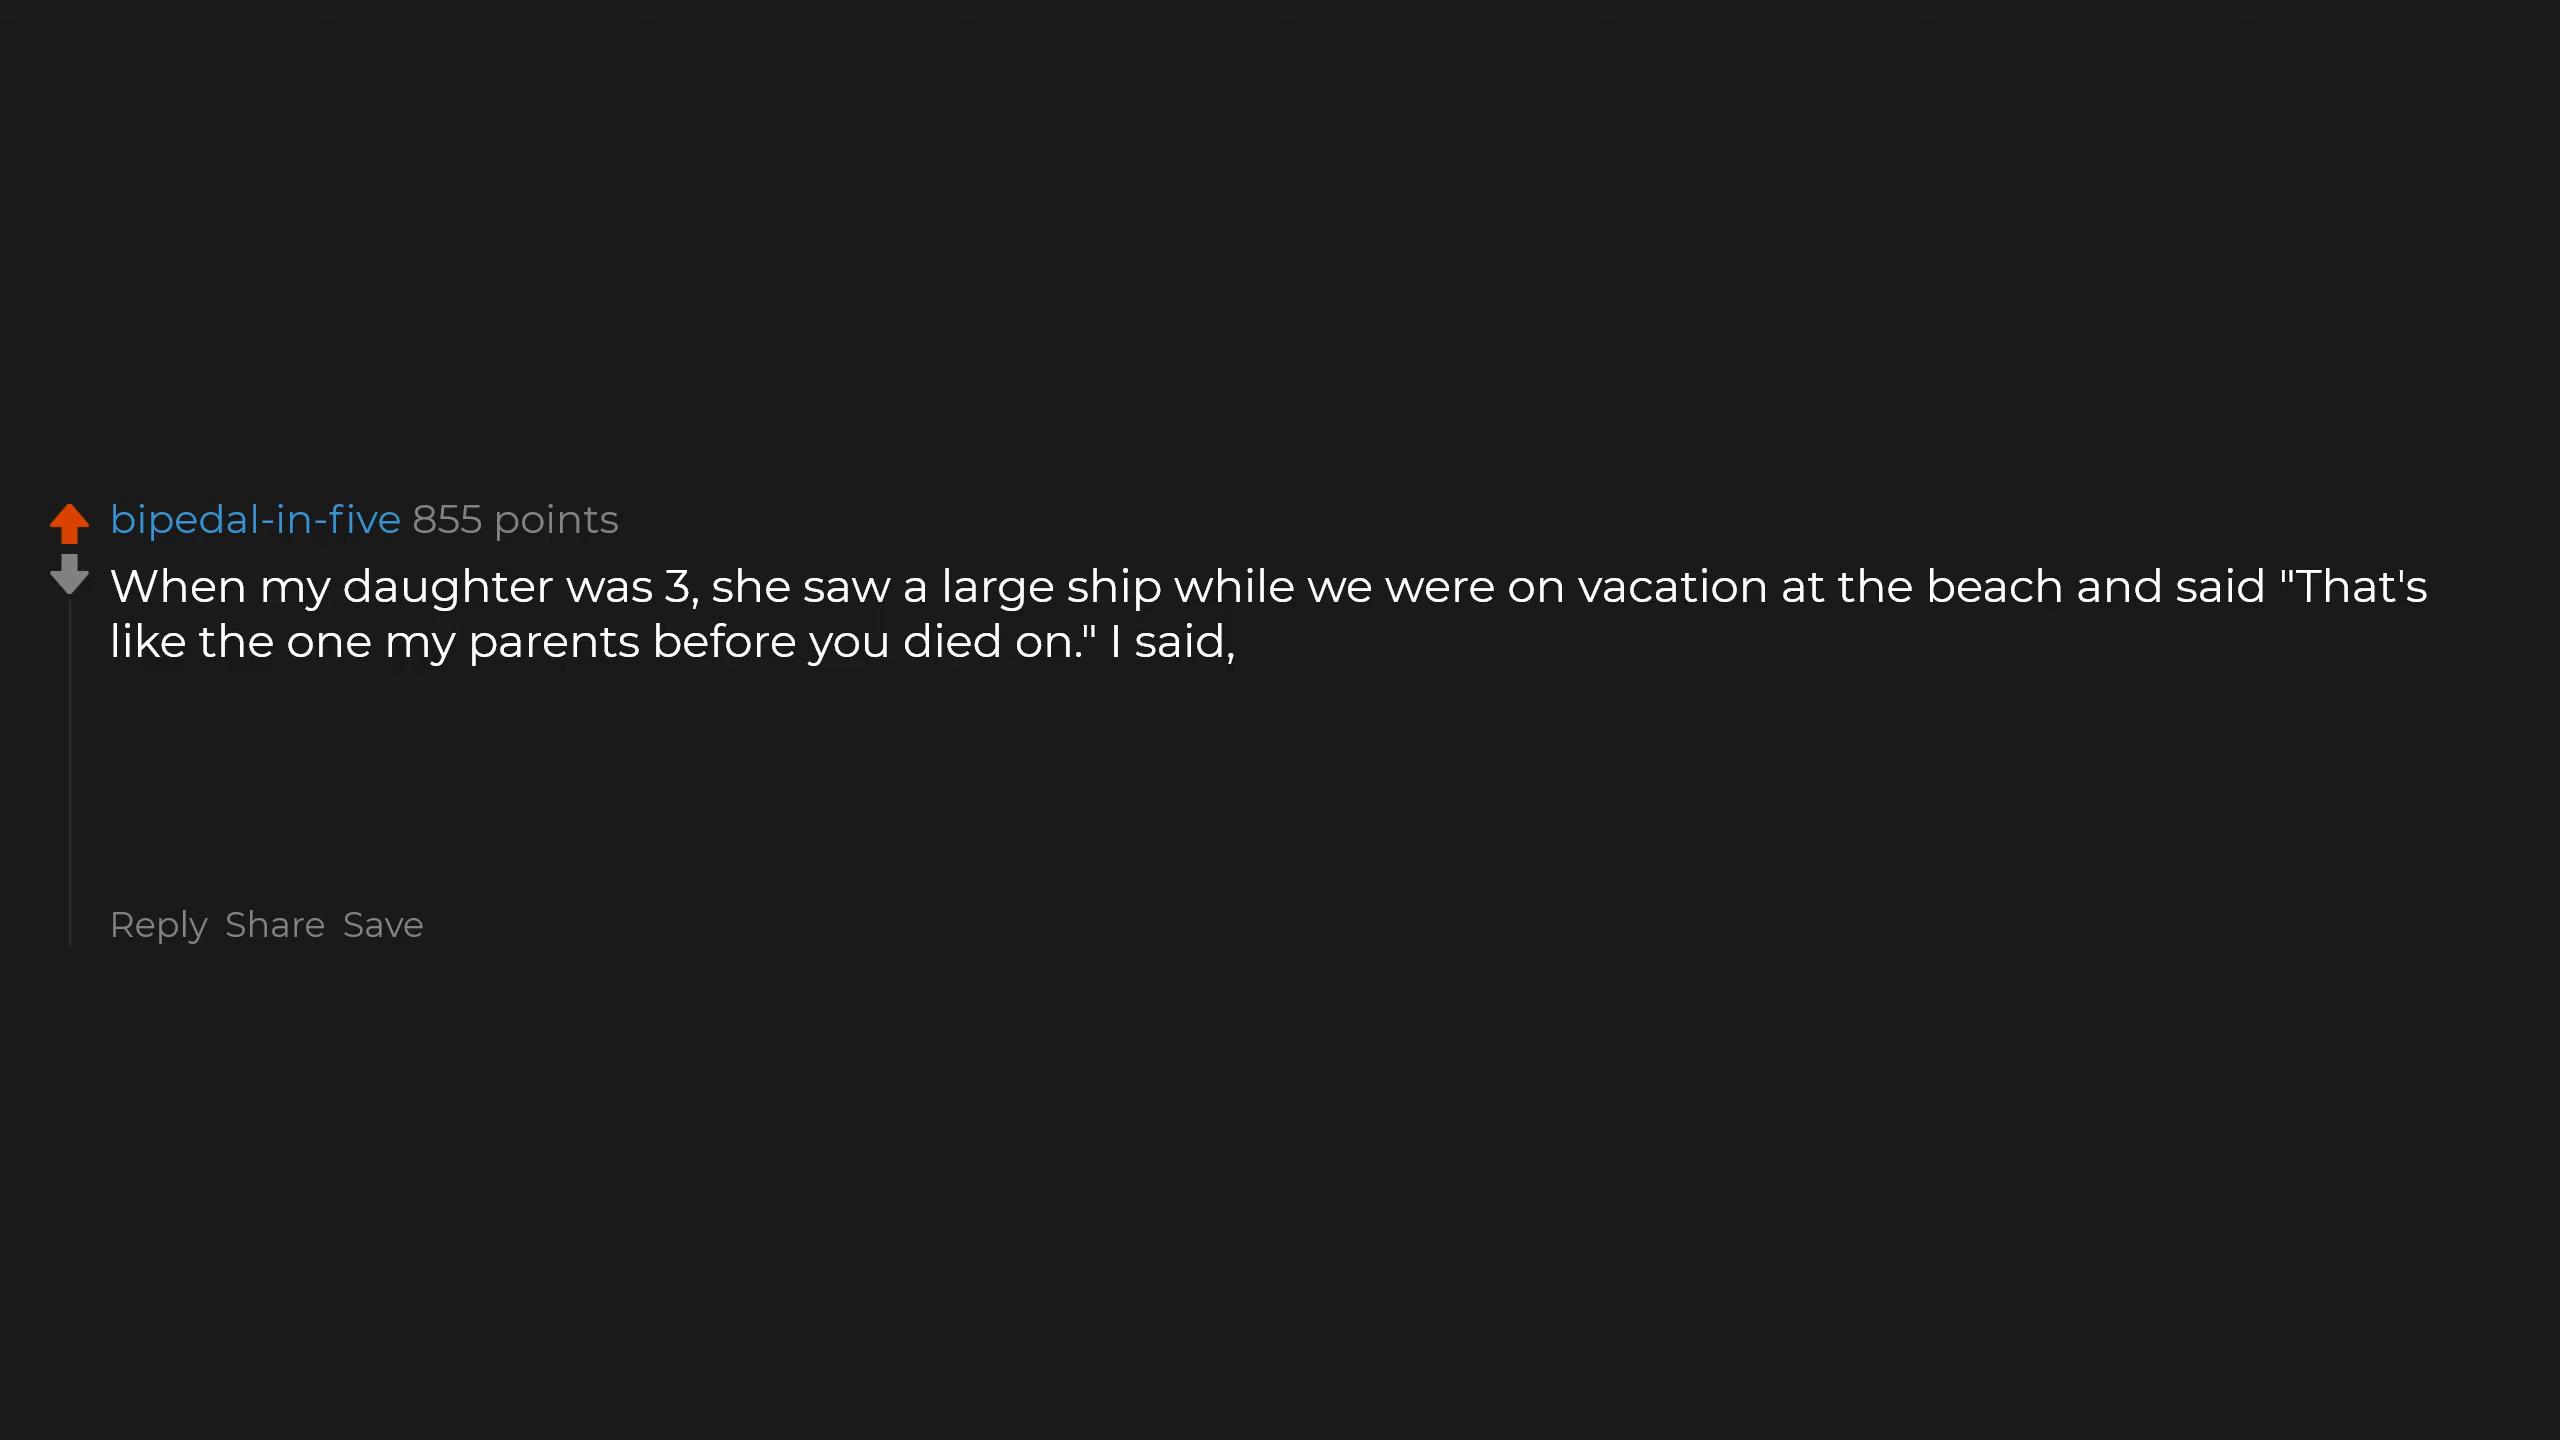 bipedal-in-five 855 points
When my daughter was 3, she saw a large ship while we were on vacation at the beach and said "That's
like the one my parents before you died on." I said,
Reply Share Save